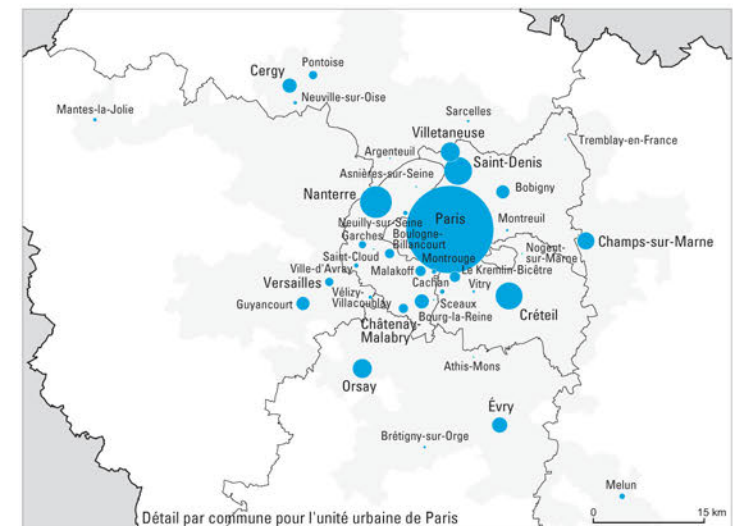 Pontoise
Cergy
Neuville-sur-Oise
Mantes-la-Jolie
Sarcelles
Villetaneuse
Tremblay-en-France
Argenteuil
Saint-Denis
Asnières-sur-Seine
Bobigny
Nanterre
Paris
Neuilly-sur-Seine
Montreuil
Garches
Boulogne-
Billancourt
Champs-sur-Marne
Nogent-
sur-Marne
Saint-Cloud
Montrouge
Ville-d'Avray
Malakoff
Le Kremlin-Bicêtre
Versailles
Cachan
Vitry
Vélizy-
Villacoublay
Guyancourt
Sceaux
Créteil
Bourg-la-Reine
Châtenay-
Malabry
Athis-Mons
Orsay
Évry
Brétigny-sur-Orge
Melun
Détail par commune pour l'unité urbaine de Paris
0 15 km